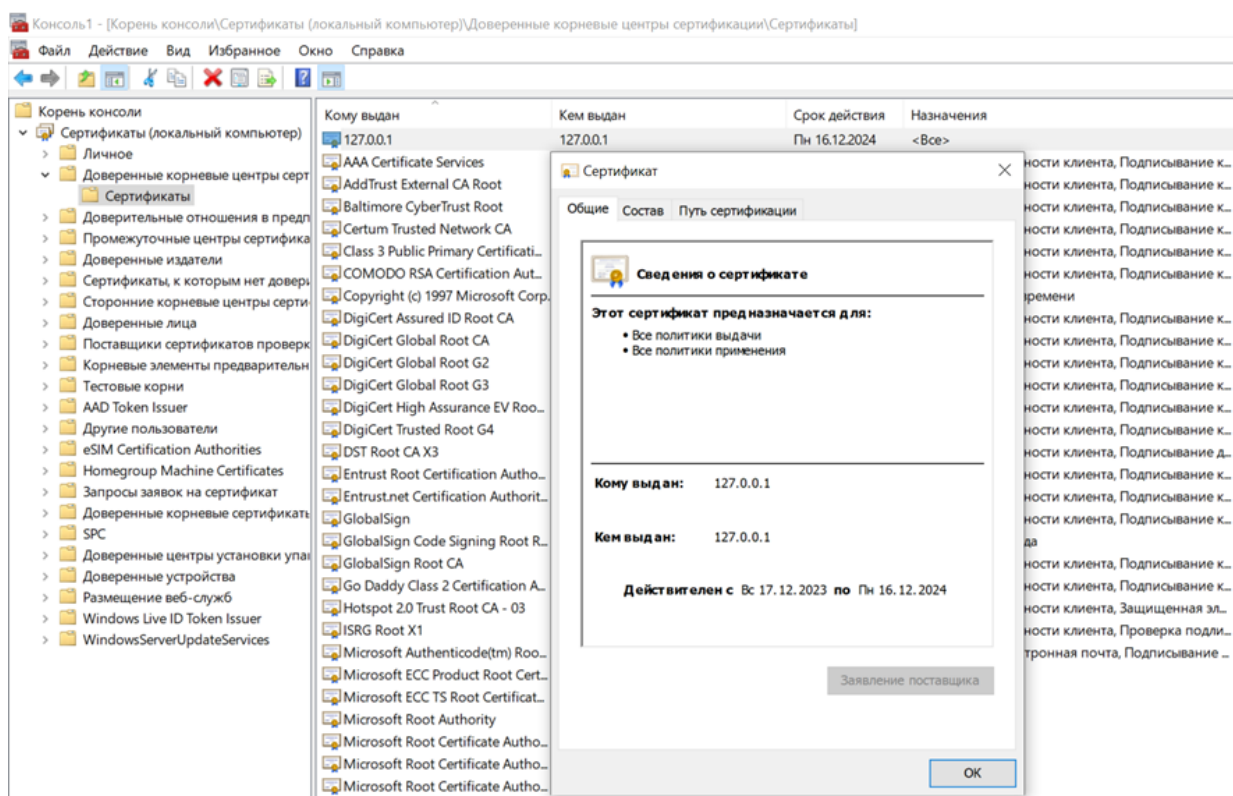 Консоль1 - [Корень консоли\Сертификаты (локальный компьютер)\Доверенные корневые центры сертификации\Сертификаты]
Файл Действие Вид Избранное Окно Справка
Корень консоли
Сертификаты (локальный компьютер)
Личное
Доверенные корневые центры серт
Сертификаты
Доверительные отношения в предп
Промежуточные центры сертифика
Доверенные издатели
Сертификаты, к которым нет довери
Сторонние корневые центры серти
Доверенные лица
Поставщики сертификатов проверк
Корневые элементы предварительн
Тестовые корни
AAD Token Issuer
Другие пользователи
eSIM Certification Authorities
Homegroup Machine Certificates
Запросы заявок на сертификат
Доверенные корневые сертификать
SPC
Доверенные центры установки упа
Доверенные устройства
Размещение веб-служб
Windows Live ID Token Issuer
WindowsServerUpdateServices
Кому выдан Кем выдан Срок действия Назначения
127.0.0.1 127.0.0.1 Пн 16.12.2024 <Все>
AAA Certificate Services
AddTrust External CA Root
Baltimore CyberTrust Root
Certum Trusted Network CA
Class 3 Public Primary Certificati...
COMODO RSA Certification Aut...
Copyright (c) 1997 Microsoft Corp.
DigiCert Assured ID Root CA
DigiCert Global Root CA
DigiCert Global Root G2
DigiCert Global Root G3
DigiCert High Assurance EV Roo...
DigiCert Trusted Root G4
DST Root CA X3
Entrust Root Certification Autho...
Entrust.net Certification Authorit...
GlobalSign
GlobalSign Code Signing Root R...
GlobalSign Root CA
Go Daddy Class 2 Certification A...
Hotspot 2.0 Trust Root CA - 03
ISRG Root X1
Microsoft Authenticode(tm) Roo...
Microsoft ECC Product Root Cert...
Microsoft ECC TS Root Certificat...
Microsoft Root Authority
Microsoft Root Certificate Autho...
Microsoft Root Certificate Autho...
Microsoft Root Certificate Autho...
Сертификат
Общие Состав Путь сертификации
Сведения о сертификате
Этот сертификат предназначается для:
• Все политики выдачи
• Все политики применения
Кому выдан: 127.0.0.1
Кем выдан: 127.0.0.1
Действителен с Вс 17.12.2023 по Пн 16.12.2024
Заявление поставщика
ОК
ности клиента, Подписывание к...
ности клиента, Подписывание к...
ности клиента, Подписывание к...
ности клиента, Подписывание к...
ности клиента, Подписывание к...
ности клиента, Подписывание к...
времени
ности клиента, Подписывание к...
ности клиента, Подписывание к...
ности клиента, Подписывание к...
ности клиента, Подписывание к...
ности клиента, Подписывание к...
ности клиента, Подписывание к...
ности клиента, Подписывание д...
ности клиента, Подписывание к...
ности клиента, Подписывание к...
ности клиента, Подписывание к...
да
ности клиента, Подписывание к...
ности клиента, Подписывание к...
ности клиента, Защищенная эл...
ности клиента, Проверка подли...
тронная почта, Подписывание ...